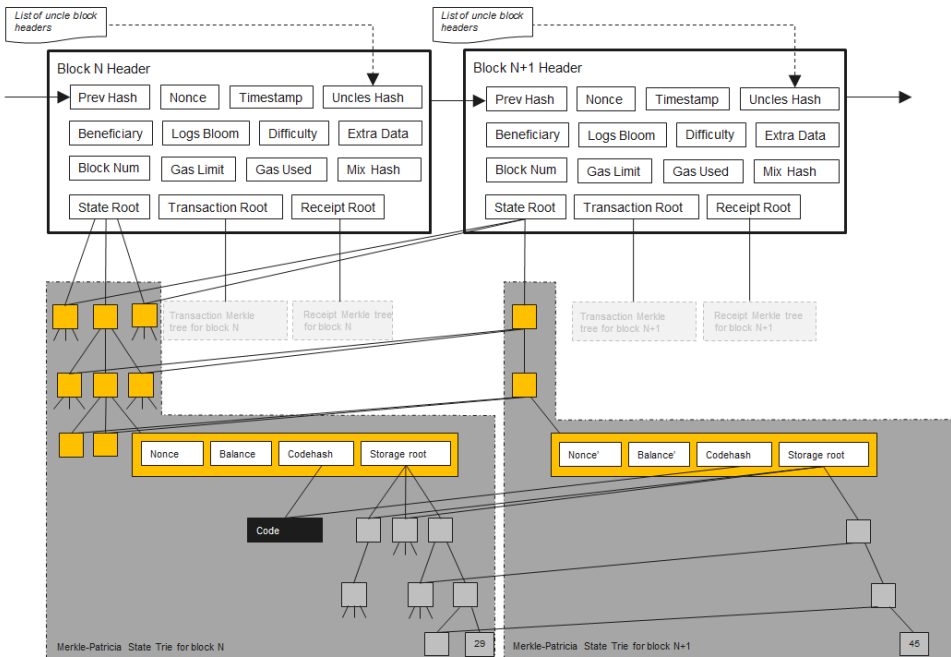 List of uncle block
headers
List of uncle block
headers
Block N Header
Prev Hash
Nonce
Timestamp
Uncles Hash
Beneficiary
Logs Bloom
Difficulty
Extra Data
Block Num
Gas Limit
Gas Used
Mix Hash
State Root
Transaction Root
Receipt Root
Block N+1 Header
Prev Hash
Nonce
Timestamp
Uncles Hash
Beneficiary
Logs Bloom
Difficulty
Extra Data
Block Num
Gas Limit
Gas Used
Mix Hash
State Root
Transaction Root
Receipt Root
Transaction Merkle
tree for block N
Receipt Merkle tree
for block N
Transaction Merkle
tree for block N+1
Receipt Merkle tree
for block N+1
Nonce
Balance
Codehash
Storage root
Nonce'
Balance'
Codehash
Storage root
Code
29
45
Merkle-Patricia State Trie for block N
Merkle-Patricia State Trie for block N+1